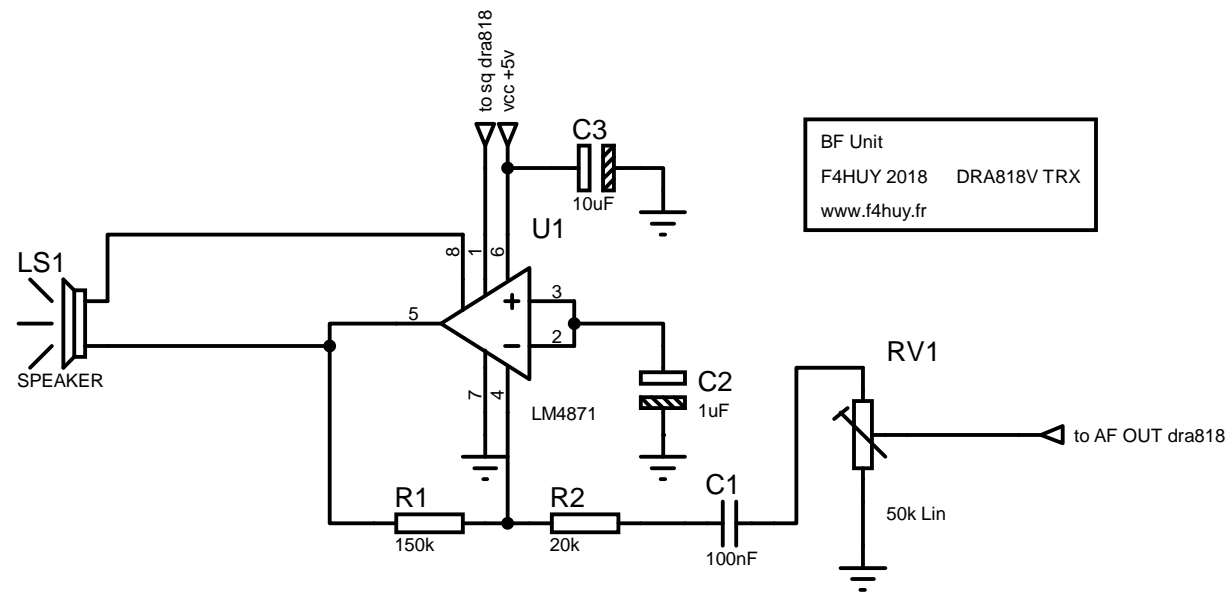 to sq dra818
vcc +5v
C3
10uF
BF Unit
F4HUY 2018 DRA818V TRX
www.f4huy.fr
U1
LS1
8
1
6
3
5
2
SPEAKER
7
4
LM4871
C2
1uF
RV1
to AF OUT dra818
R1
150k
R2
20k
C1
100nF
50k Lin